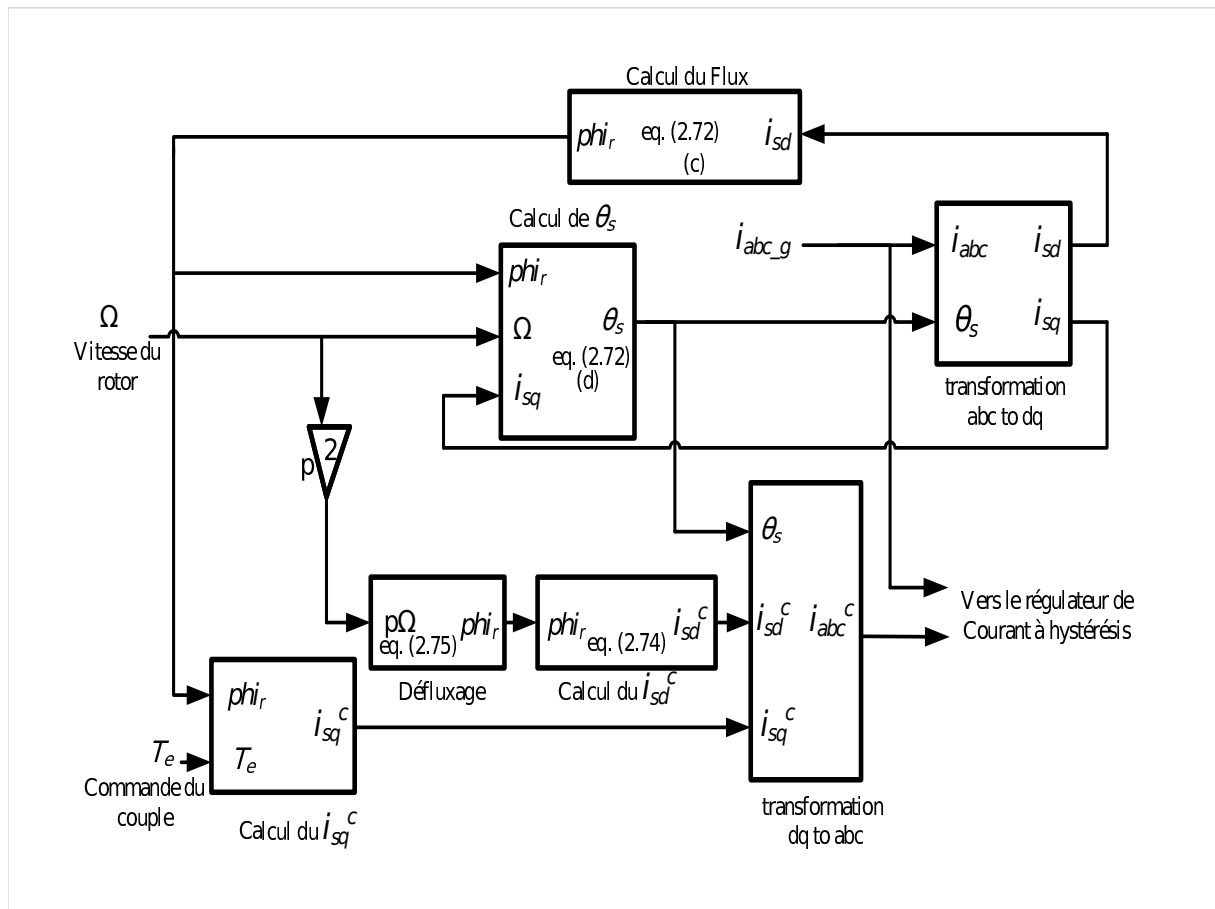 Calcul du Flux
phi_r eq. (2.72) i_sd
(c)
Calcul de θ_s
phi_r
Ω θ_s
eq. (2.72)
(d)
i_sq
i_abc_g
i_abc i_sd
θ_s i_sq
transformation
abc to dq
Ω
Vitesse du
rotor
p 2
θ_s
i_sd^c i_abc^c
i_sq^c
transformation
dq to abc
pΩ phi_r
eq. (2.75)
Défluxage
phi_r eq. (2.74) i_sd^c
Calcul du i_sd^c
Vers le régulateur de
Courant à hystérésis
phi_r
i_sq^c
T_e
T_e
Commande du
couple
Calcul du i_sq^c